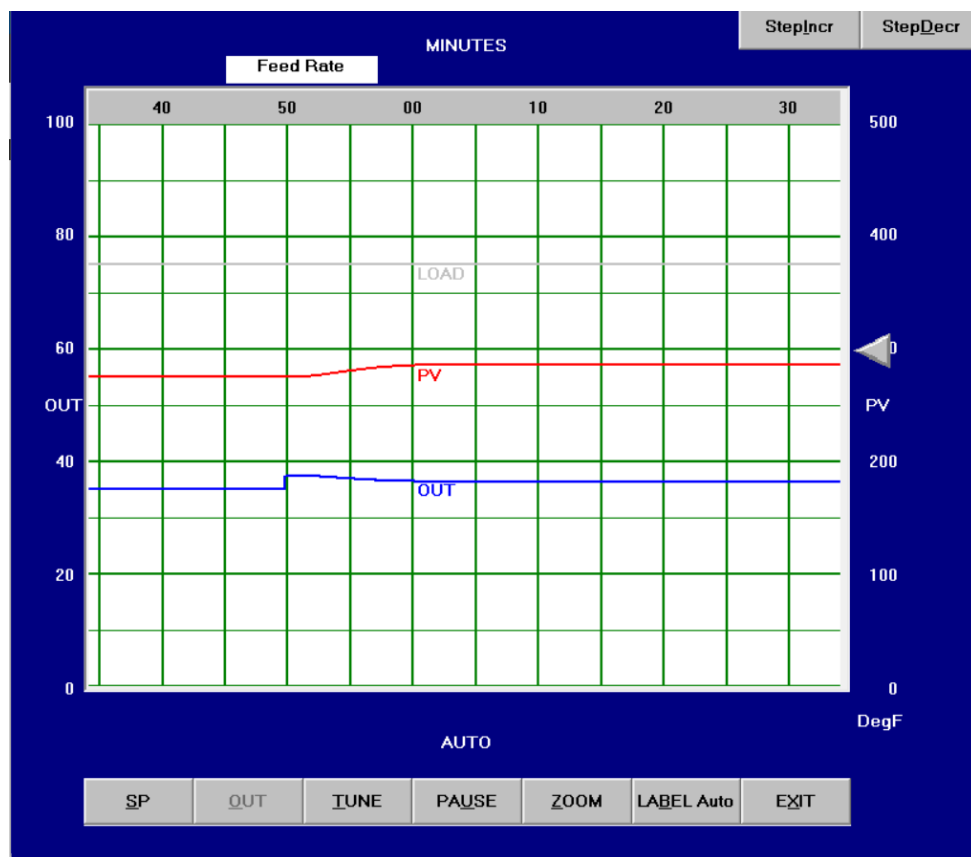 StepIncr StepDecr
MINUTES
Feed Rate
40 50 00 10 20 30
100 500
80 400
LOAD
60
PV
OUT PV
40 200
OUT
20 100
0 0
DegF
AUTO
SP OUT TUNE PAUSE ZOOM LABEL Auto EXIT